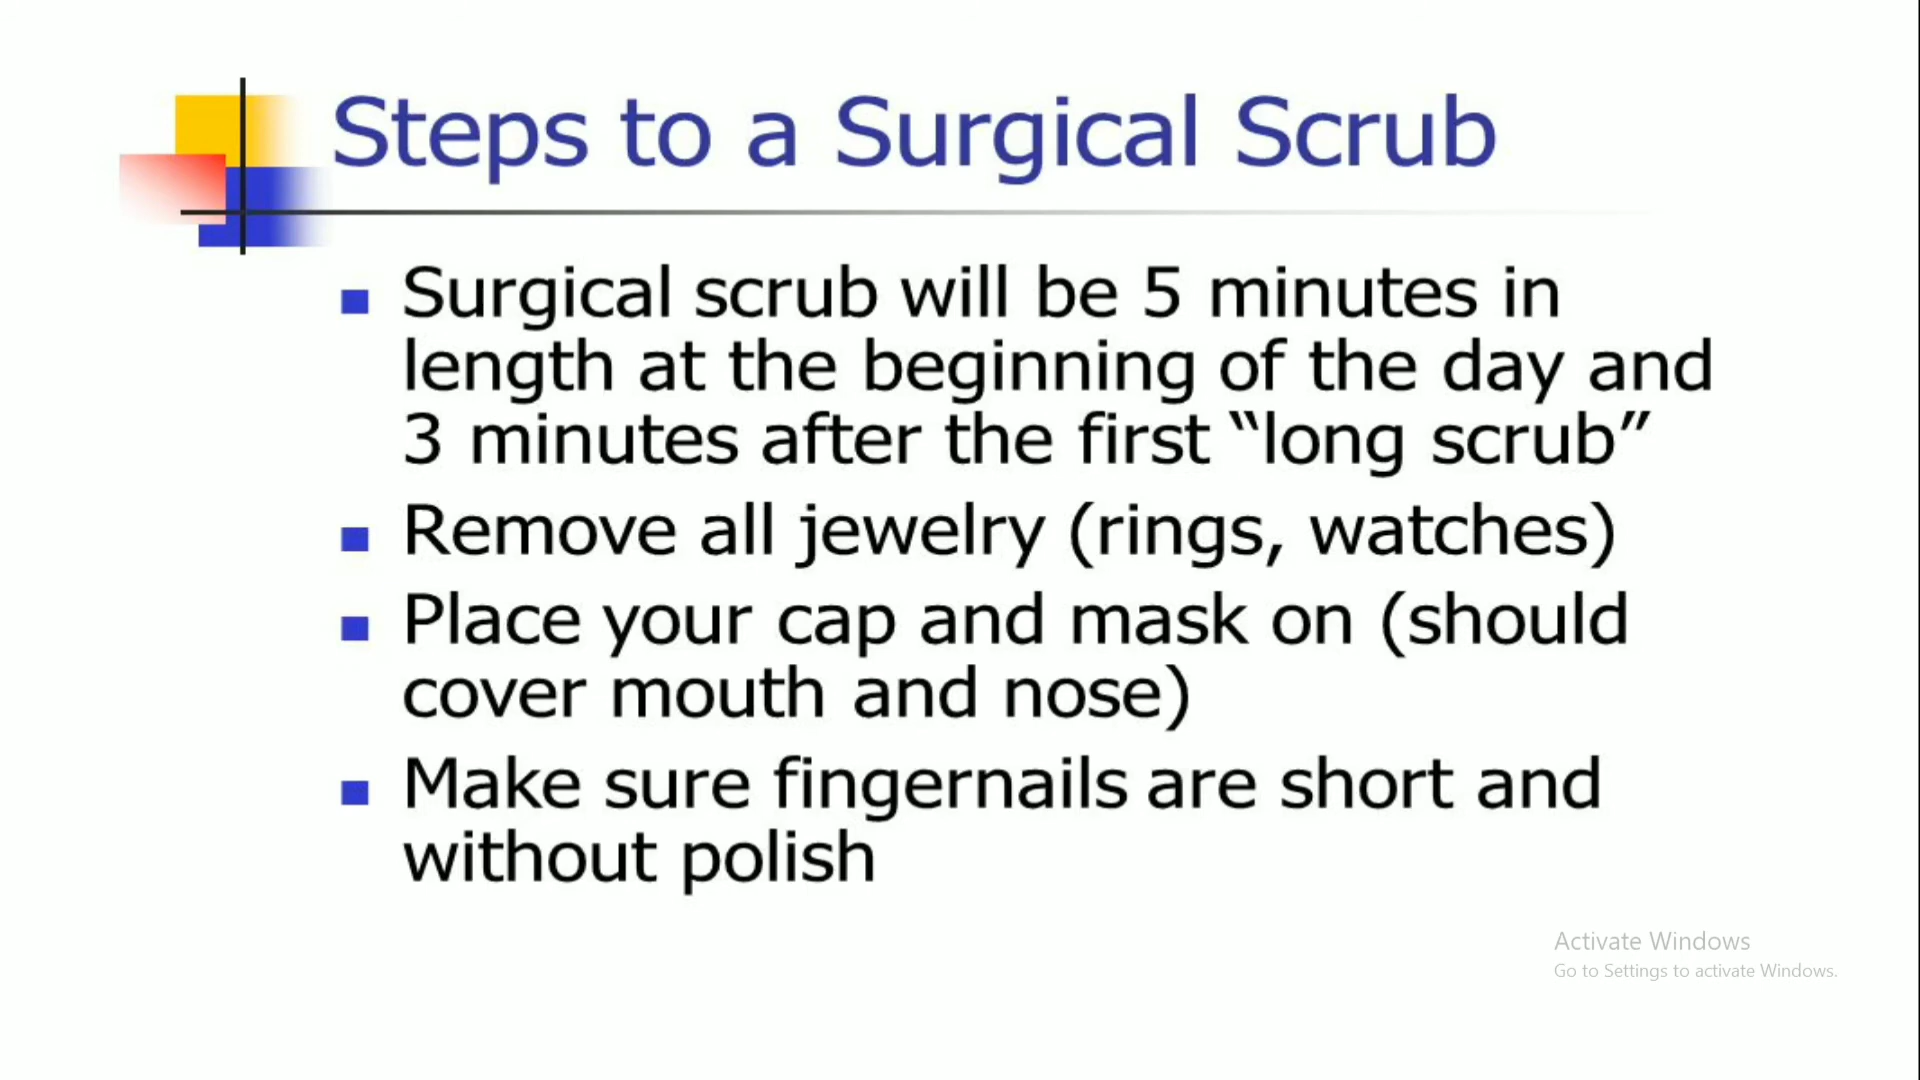 Steps to a Surgical Scrub
Surgical scrub will be 5 minutes in
length at the beginning of the day and
3 minutes after the first “long scrub”
Remove all jewelry (rings, watches)
Place your cap and mask on (should
cover mouth and nose)
Make sure fingernails are short and
without polish
Activate Windows
Go to Settings to activate Windows.